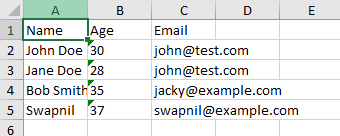 A B C D E
1 Name Age Email
2 John Doe 30 john@test.com
3 Jane Doe 28 john@test.com
4 Bob Smith 35 jacky@example.com
5 Swapnil 37 swapnil@example.com
6